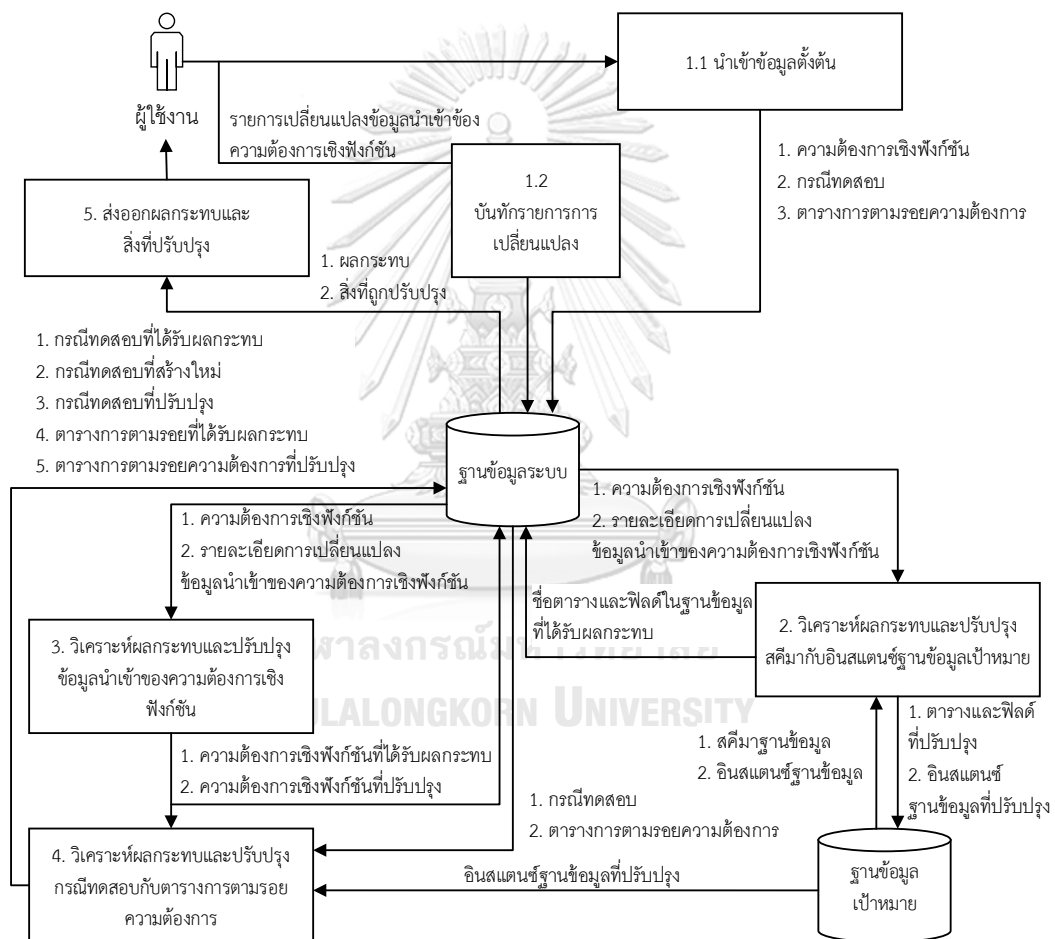 1.1 นำเข้าข้อมูลตั้งต้น
ผู้ใช้งาน
รายการเปลี่ยนแปลงข้อมูลนำเข้าข้อง
ความต้องการเชิงฟังก์ชัน
1. ความต้องการเชิงฟังก์ชัน
2. กรณีทดสอบ
3. ตารางการตามรอยความต้องการ
1.2
บันทึกรายการการ
เปลี่ยนแปลง
5. ส่งออกผลกระทบและ
สิ่งที่ปรับปรุง
1. ผลกระทบ
2. สิ่งที่ถูกปรับปรุง
1. กรณีทดสอบที่ได้รับผลกระทบ
2. กรณีทดสอบที่สร้างใหม่
3. กรณีทดสอบที่ปรับปรุง
4. ตารางการตามรอยที่ได้รับผลกระทบ
5. ตารางการตามรอยความต้องการที่ปรับปรุง
ฐานข้อมูลระบบ
1. ความต้องการเชิงฟังก์ชัน
2. รายละเอียดการเปลี่ยนแปลง
ข้อมูลนำเข้าของความต้องการเชิงฟังก์ชัน
1. ความต้องการเชิงฟังก์ชัน
2. รายละเอียดการเปลี่ยนแปลง
ข้อมูลนำเข้าของความต้องการเชิงฟังก์ชัน
ชื่อตารางและฟิลด์ในฐานข้อมูล
ที่ได้รับผลกระทบ
2. วิเคราะห์ผลกระทบและปรับปรุง
สคีมากับอินสแตนซ์ฐานข้อมูลเป้าหมาย
3. วิเคราะห์ผลกระทบและปรับปรุง
ข้อมูลนำเข้าของความต้องการเชิง
ฟังก์ชัน
ฬาลงกรณ์มหาวิทยาลัย
ULALONGKORN UNIVERSITY
1. ตารางและฟิลด์
ที่ปรับปรุง
2. อินสแตนซ์
ฐานข้อมูลที่ปรับปรุง
1. สคีมาฐานข้อมูล
2. อินสแตนซ์ฐานข้อมูล
1. ความต้องการเชิงฟังก์ชันที่ได้รับผลกระทบ
2. ความต้องการเชิงฟังก์ชันที่ปรับปรุง
1. กรณีทดสอบ
2. ตารางการตามรอยความต้องการ
4. วิเคราะห์ผลกระทบและปรับปรุง
กรณีทดสอบกับตารางการตามรอย
ความต้องการ
อินสแตนซ์ฐานข้อมูลที่ปรับปรุง
ฐานข้อมูล
เป้าหมาย